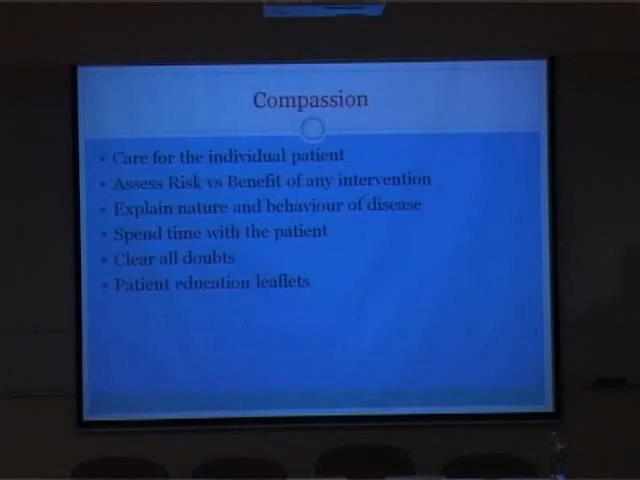 Compassion
Care for the individual patient
Assess Risk vs Benefit of any intervention
Explain nature and behaviour of disease
Spend time with the patient
Clear all doubts
Patient education leaflets